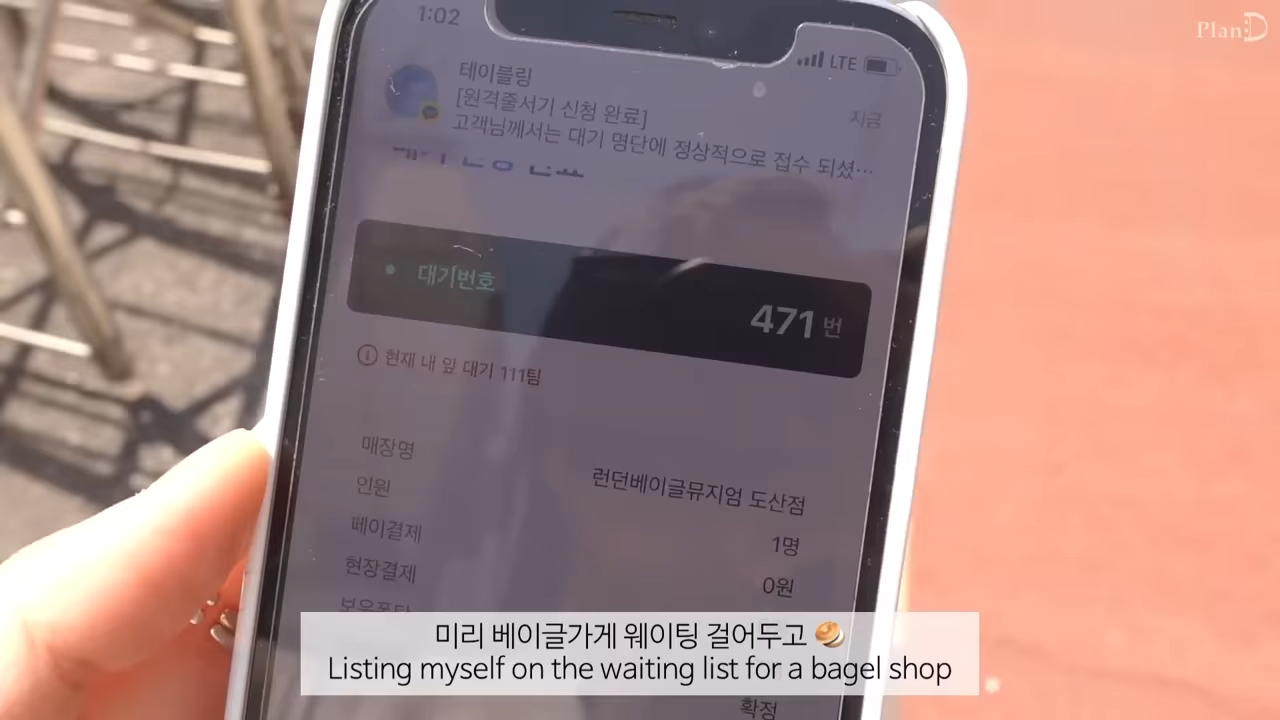 1:02
LTE
PlanD
테이블링
[원격줄서기 신청 완료]
지금
고객님께서는 대기 명단에 정상적으로 접수 되셨…
대기번호
471 번
현재 내 앞 대기 111팀
매장명
런던베이글뮤지엄 도산점
인원
1명
페이결제
0원
현장결제
미리 베이글가게 웨이팅 걸어두고
Listing myself on the waiting list for a bagel shop
확정